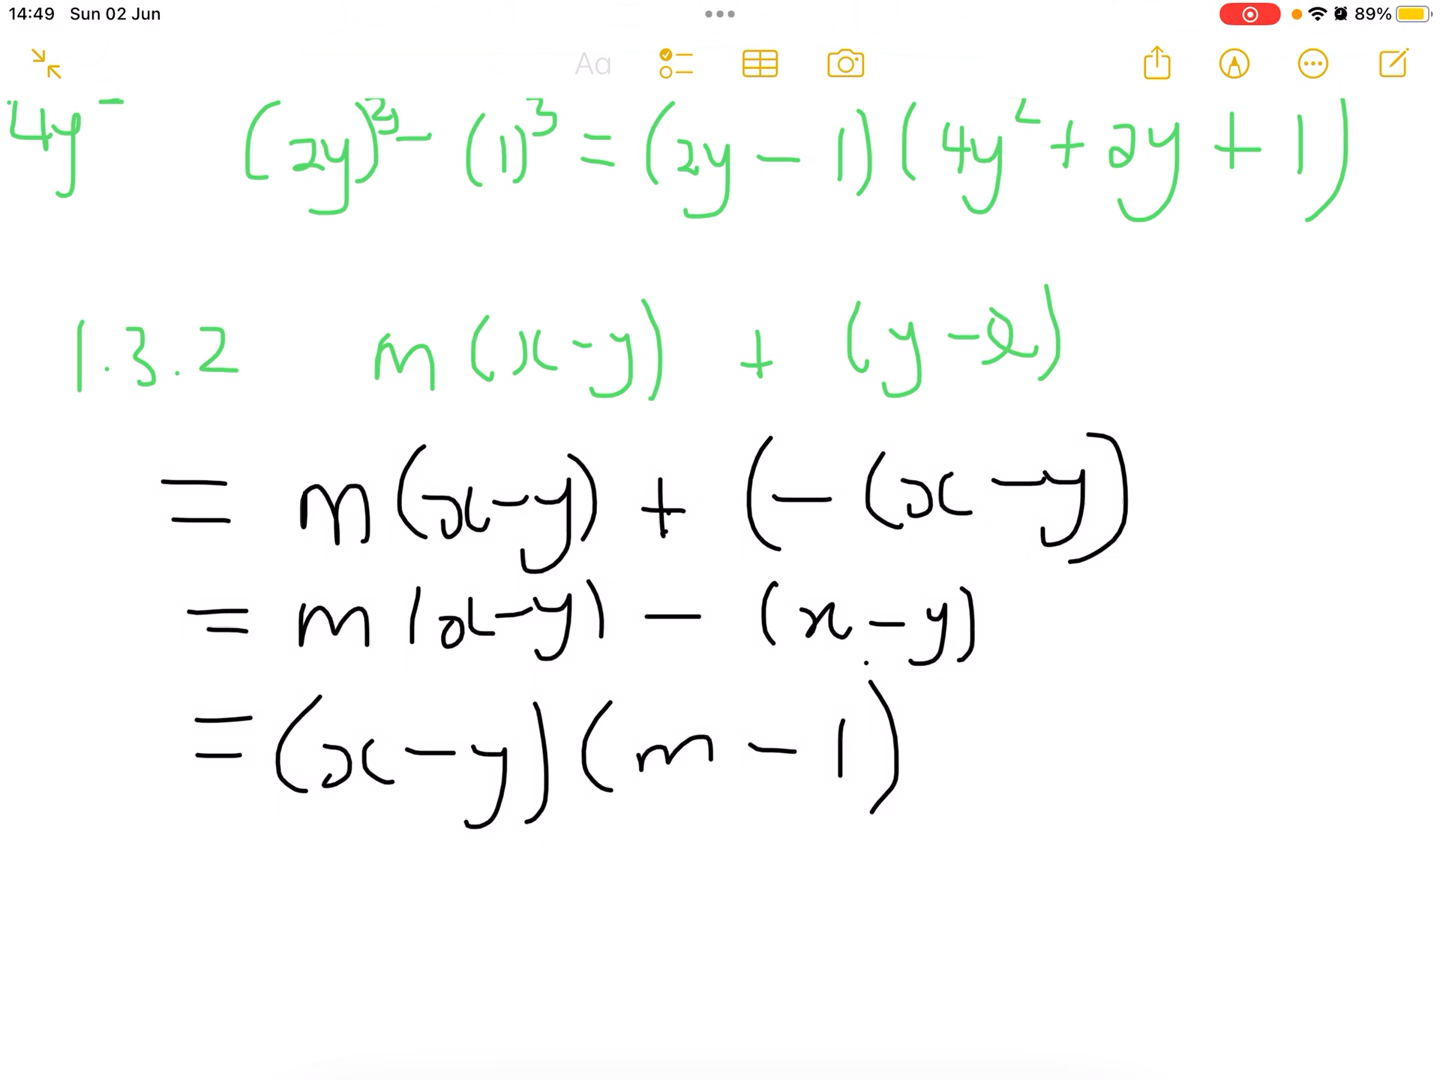 14:49 Sun 02 Jun 89%
Aa
4y⁻ (2y)³ - (1)³ = (2y - 1)(4y² + 2y + 1)
1.3.2 m(x-y) + (y-x)
= m(x-y) + (-(x-y)
= m(x-y) - (x-y)
= (x-y)(m-1)